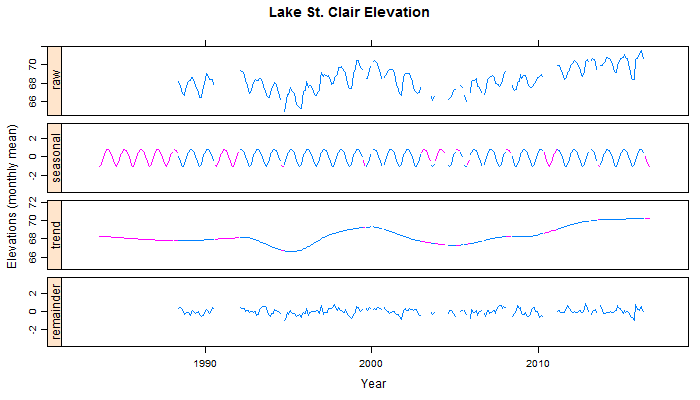 Lake St. Clair Elevation
Elevations (monthly mean)
raw
70
68
66
seasonal
2
0
-2
trend
72
70
68
66
remainder
2
0
-2
1990
2000
2010
Year